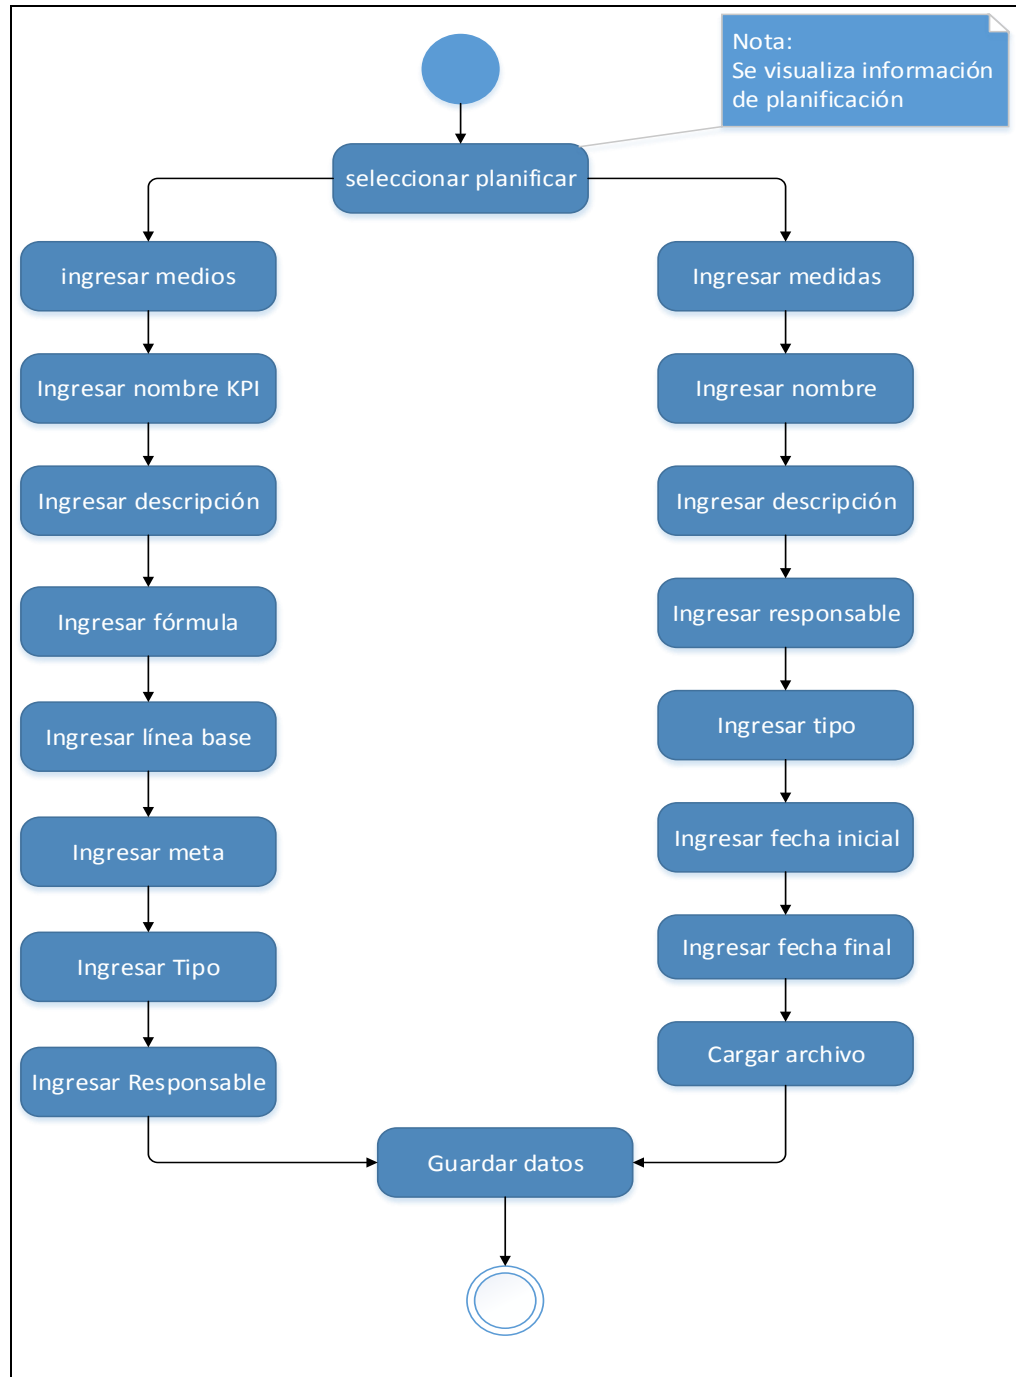 Nota:
Se visualiza información
de planificación
seleccionar planificar
ingresar medios
Ingresar nombre KPI
Ingresar descripción
Ingresar fórmula
Ingresar línea base
Ingresar meta
Ingresar Tipo
Ingresar Responsable
Ingresar medidas
Ingresar nombre
Ingresar descripción
Ingresar responsable
Ingresar tipo
Ingresar fecha inicial
Ingresar fecha final
Cargar archivo
Guardar datos